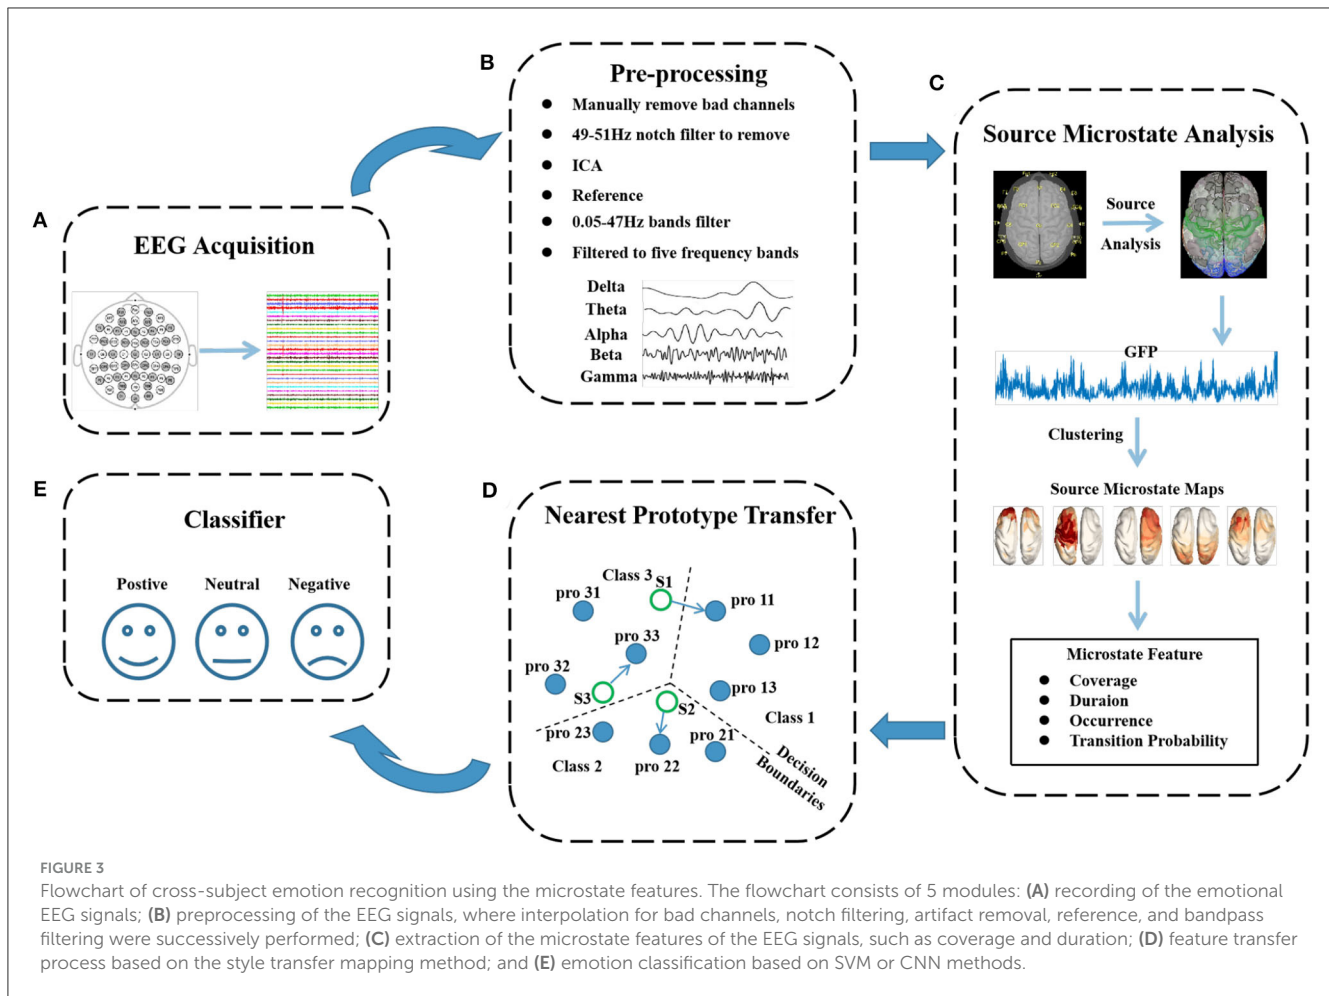 A
EEG Acquisition
B
Pre-processing
Manually remove bad channels
49-51Hz notch filter to remove
ICA
Reference
0.05-47Hz bands filter
Filtered to five frequency bands
Delta
Theta
Alpha
Beta
Gamma
C
Source Microstate Analysis
Source
Analysis
GFP
Clustering
Source Microstate Maps
Microstate Feature
Coverage
Duraion
Occurrence
Transition Probability
D
Nearest Prototype Transfer
Class 3
S1
pro 31
pro 11
pro 33
pro 12
pro 32
pro 13
S3
S2
Class 1
pro 23
pro 21
Class 2
pro 22
Decision
Boundaries
E
Classifier
Postive
Neutral
Negative
FIGURE 3
Flowchart of cross-subject emotion recognition using the microstate features. The flowchart consists of 5 modules: (A) recording of the emotional
EEG signals; (B) preprocessing of the EEG signals, where interpolation for bad channels, notch filtering, artifact removal, reference, and bandpass
filtering were successively performed; (C) extraction of the microstate features of the EEG signals, such as coverage and duration; (D) feature transfer
process based on the style transfer mapping method; and (E) emotion classification based on SVM or CNN methods.